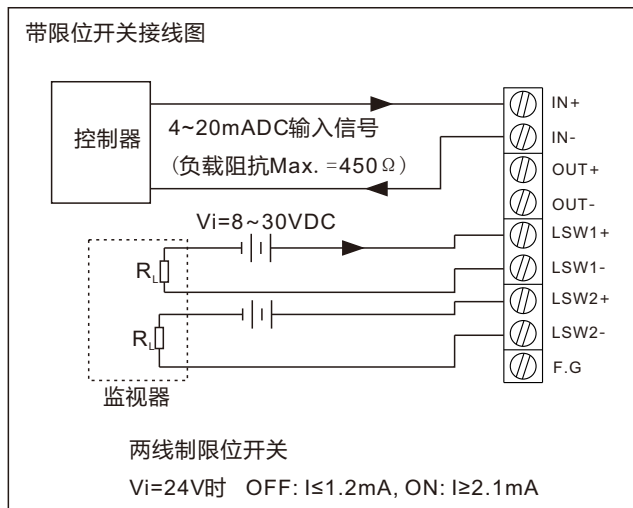 带限位开关接线图
控制器
4~20mADC输入信号
（负载阻抗Max. =450Ω）
IN+
IN-
OUT+
OUT-
Vi=8~30VDC
LSW1+
LSW1-
LSW2+
LSW2-
F.G
RL
RL
监视器
两线制限位开关
Vi=24V时 OFF: I≤1.2mA, ON: I≥2.1mA